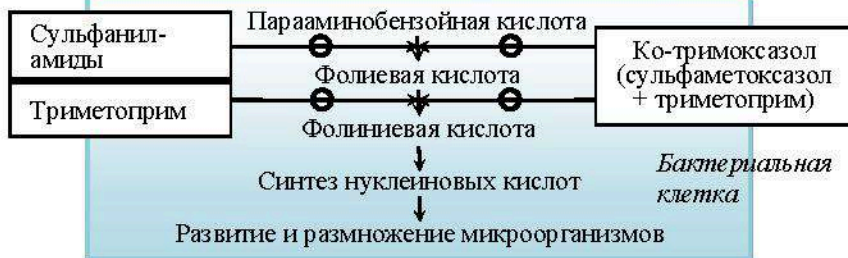 Парааминобензойная кислота
Сульфанил-
амиды
Фолиевая кислота
Триметоприм
Ко-тримоксазол
(сульфаметоксазол
+ триметоприм)
Фолиниевая кислота
Синтез нуклеиновых кислот
Бактериальная
клетка
Развитие и размножение микроорганизмов